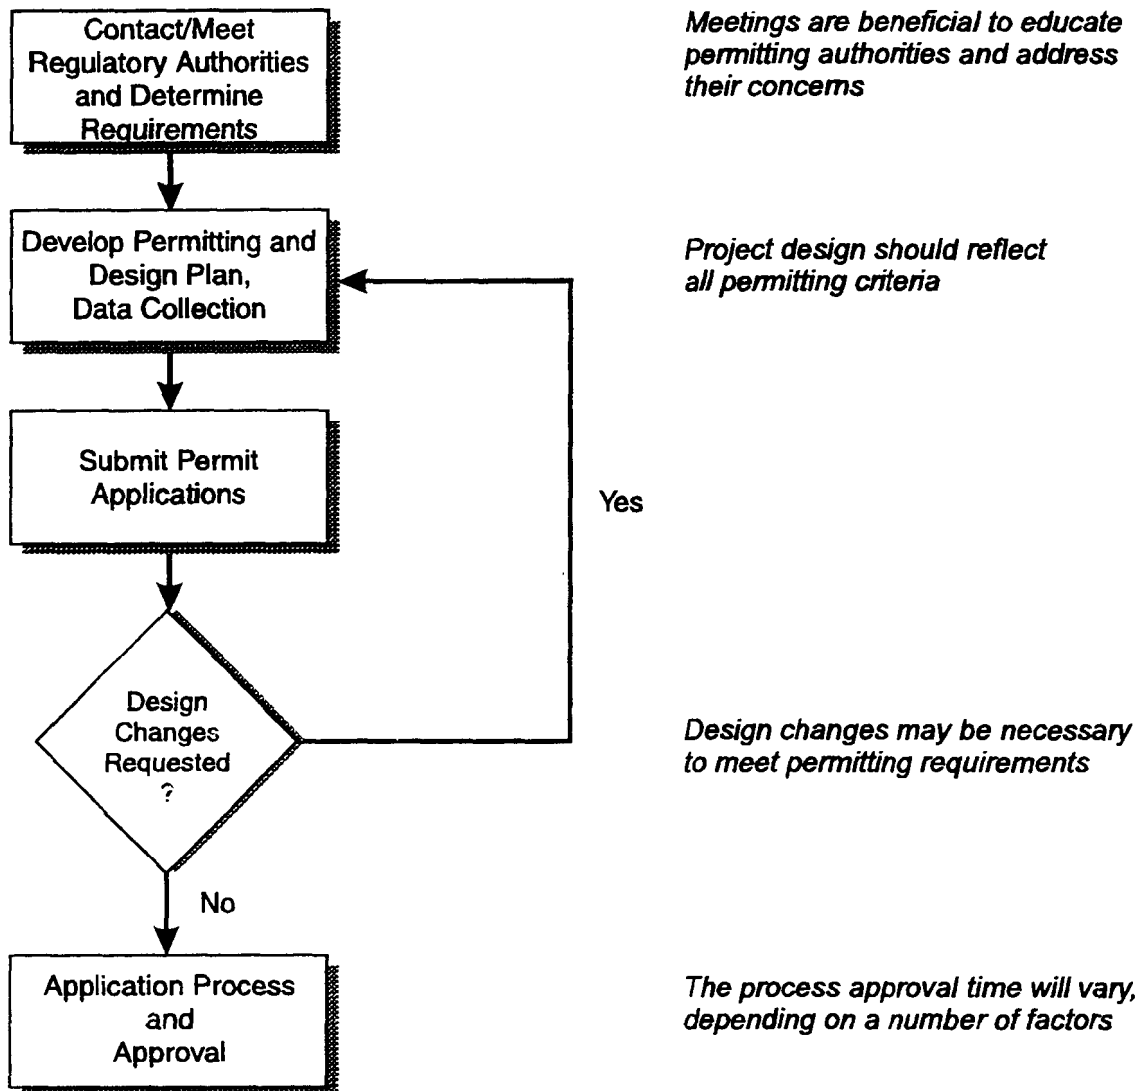 Contact/Meet
Regulatory Authorities
and Determine
Requirements
Meetings are beneficial to educate
permitting authorities and address
their concerns
Develop Permitting and
Design Plan,
Data Collection
Project design should reflect
all permitting criteria
Submit Permit
Applications
Yes
Design
Changes
Requested
?
Design changes may be necessary
to meet permitting requirements
No
Application Process
and
Approval
The process approval time will vary,
depending on a number of factors